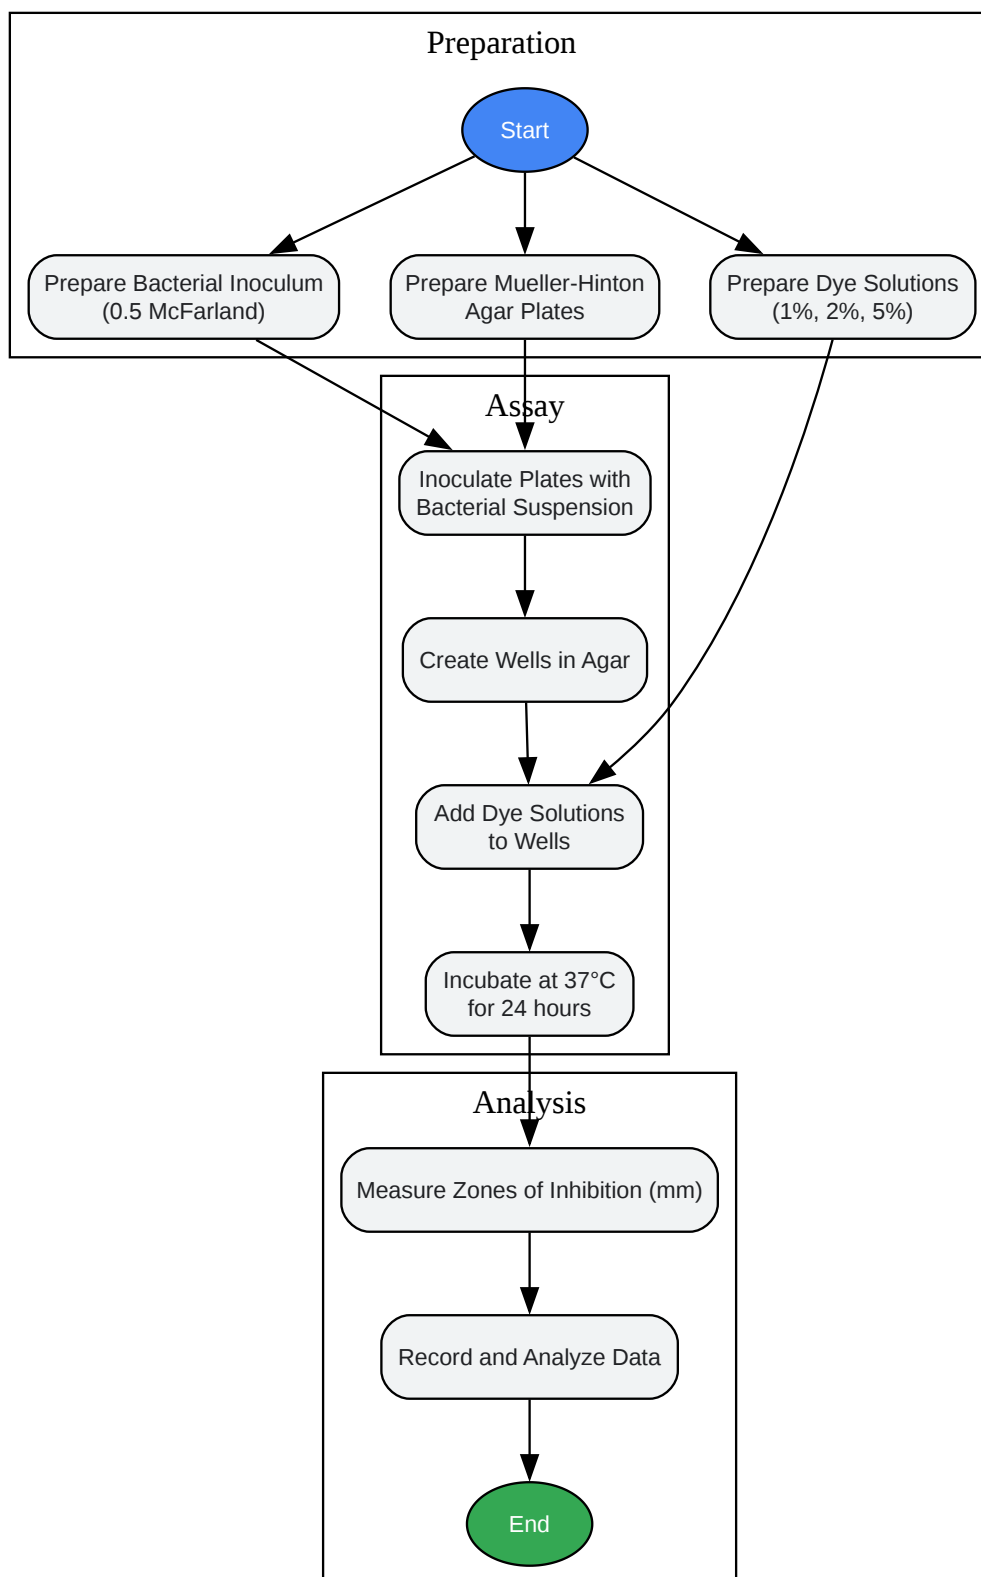 Preparation
Start
Prepare Bacterial Inoculum
(0.5 McFarland)
Prepare Mueller-Hinton
Agar Plates
Prepare Dye Solutions
(1%, 2%, 5%)
Assay
Inoculate Plates with
Bacterial Suspension
Create Wells in Agar
Add Dye Solutions
to Wells
Incubate at 37°C
for 24 hours
Analysis
Measure Zones of Inhibition (mm)
Record and Analyze Data
End